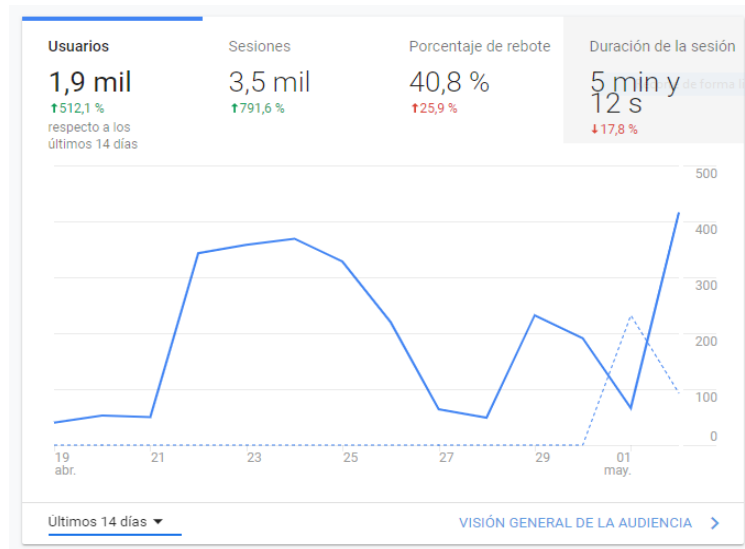 Usuarios
1,9 mil
512,1 %
respecto a los
últimos 14 días
Sesiones
3,5 mil
791,6 %
Porcentaje de rebote
40,8 %
25,9 %
Duración de la sesión
5 min y
12 s
17,8 %
de forma
500
400
300
200
100
0
19
abr.
21
23
25
27
29
01
may.
Últimos 14 días
VISIÓN GENERAL DE LA AUDIENCIA